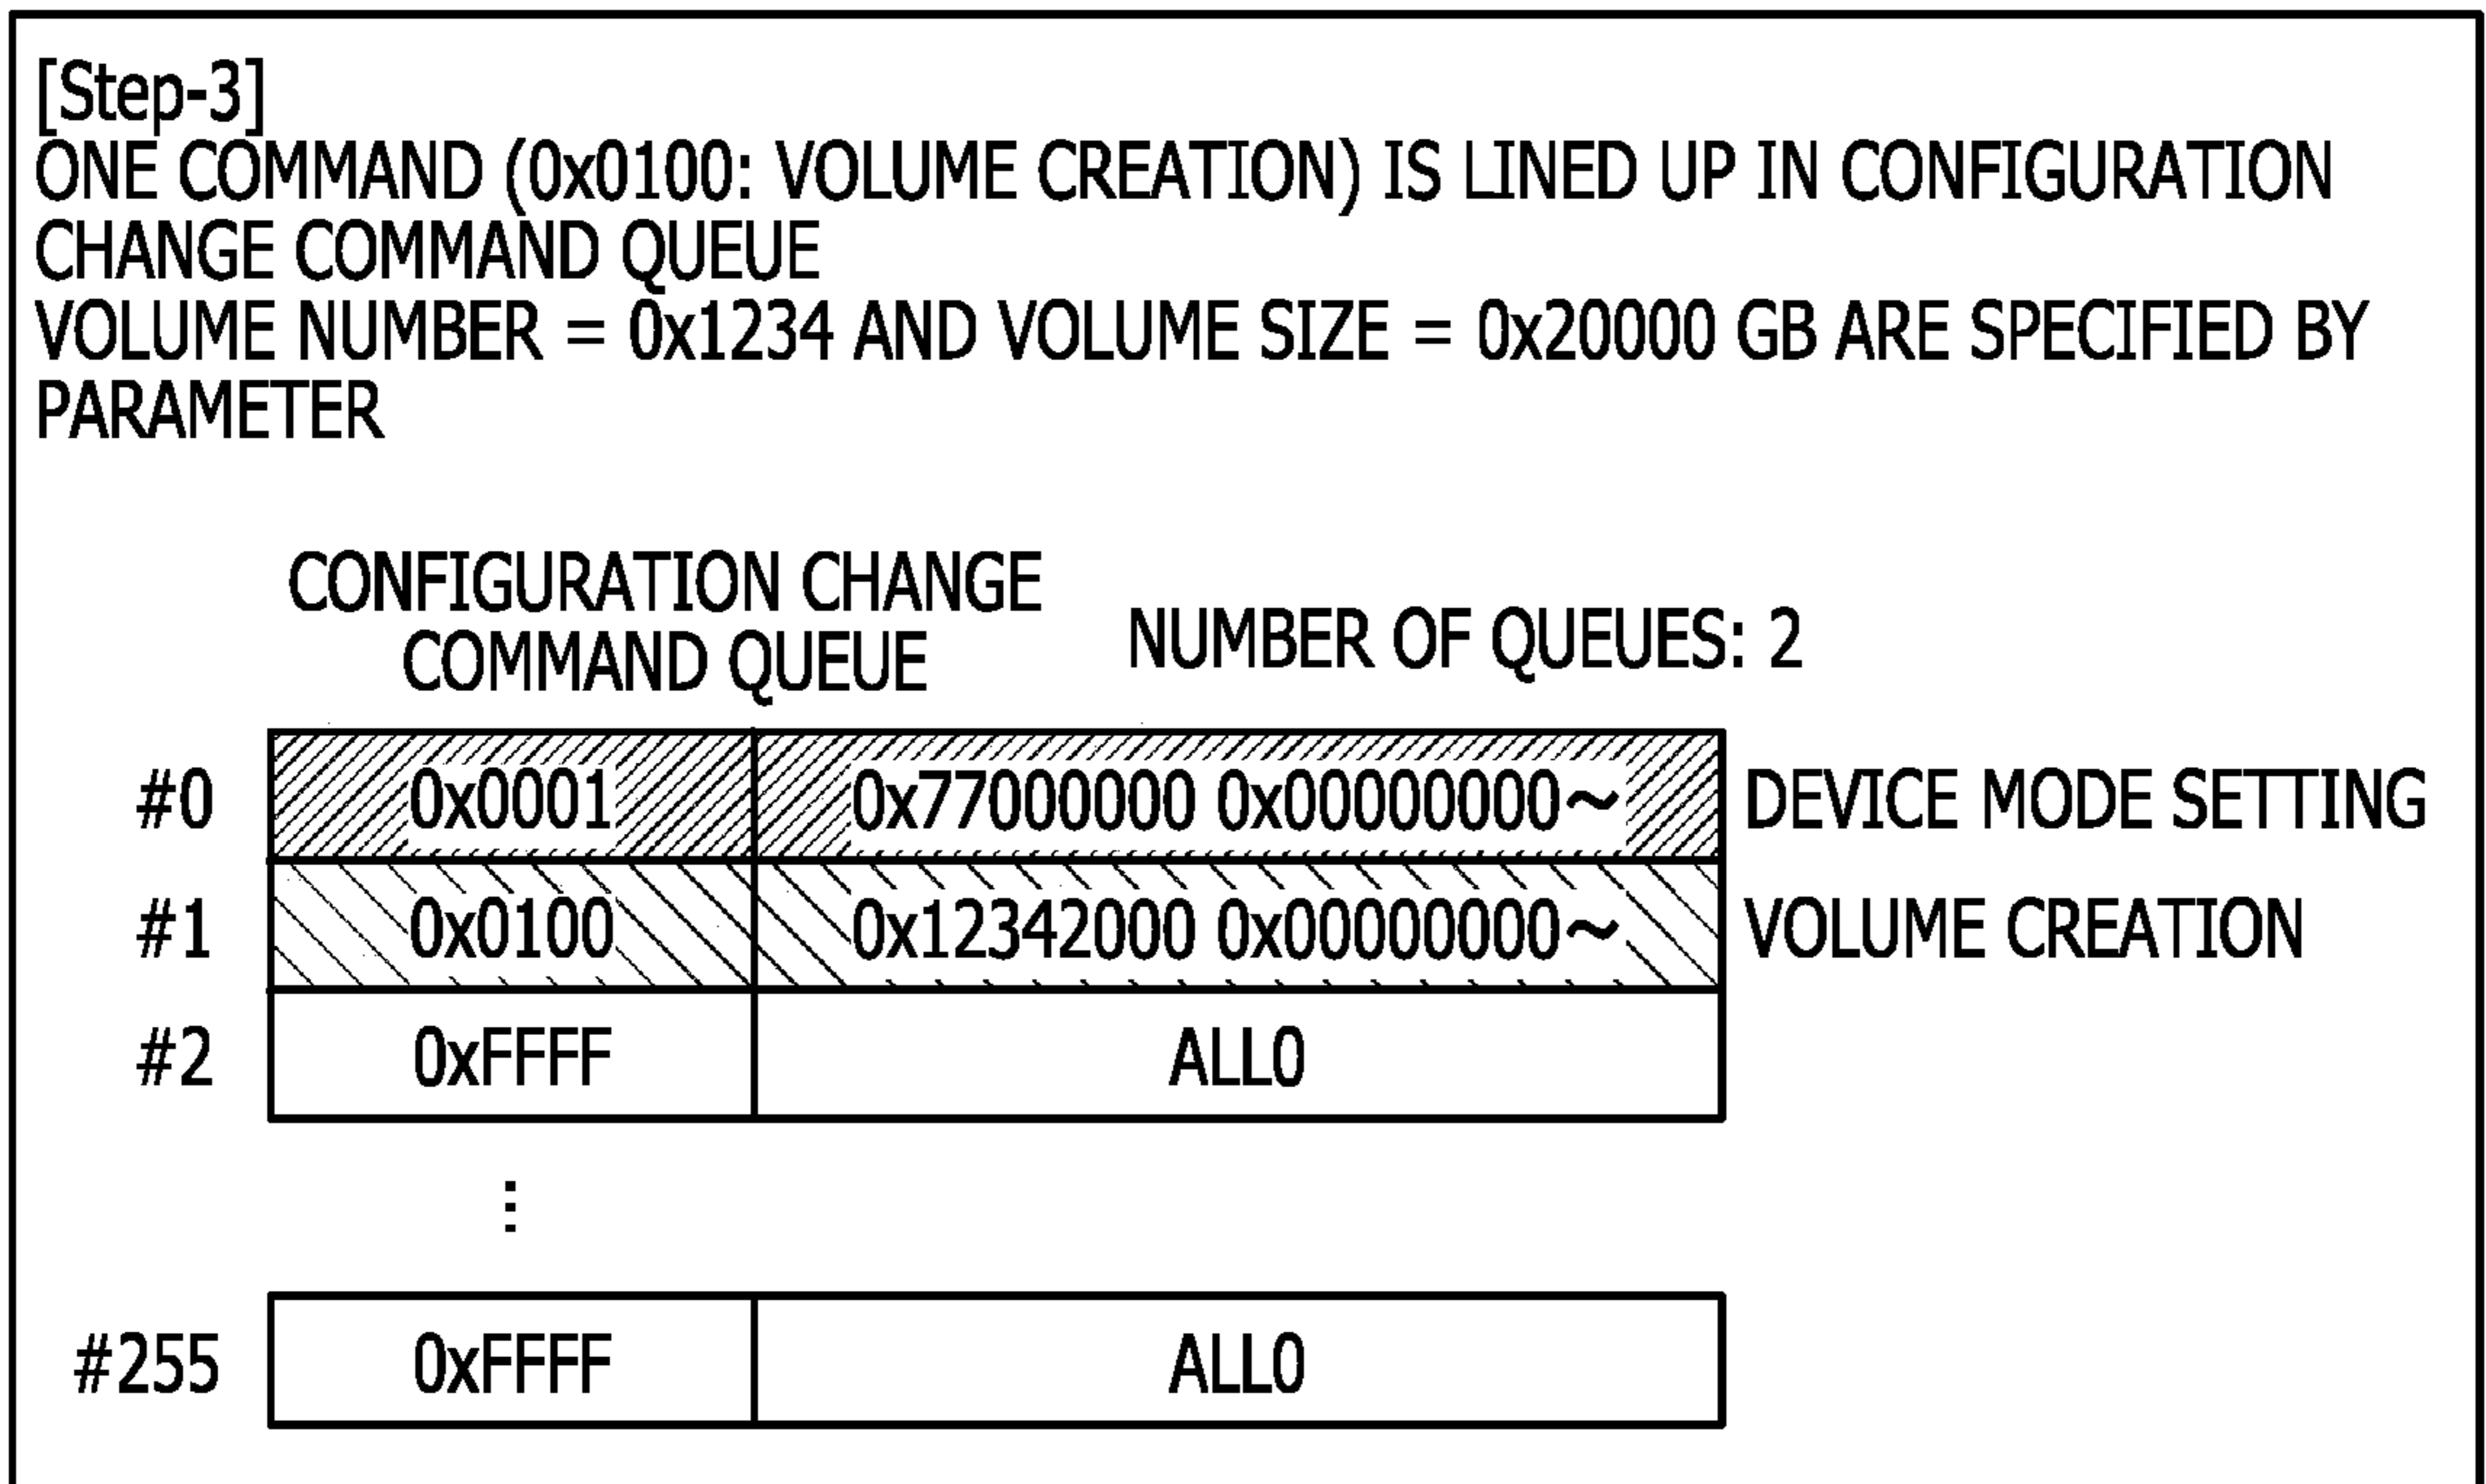 [Step-3]
ONE COMMAND (0x0100: VOLUME CREATION) IS LINED UP IN CONFIGURATION
CHANGE COMMAND QUEUE
VOLUME NUMBER = 0x1234 AND VOLUME SIZE = 0x20000 GB ARE SPECIFIED BY
PARAMETER
CONFIGURATION CHANGE
COMMAND QUEUE
NUMBER OF QUEUES: 2
#0 0x0001 0x77000000 0x00000000~ DEVICE MODE SETTING
#1 0x0100 0x12342000 0x00000000~ VOLUME CREATION
#2 0xFFFF ALL0
⋮
#255 0xFFFF ALL0